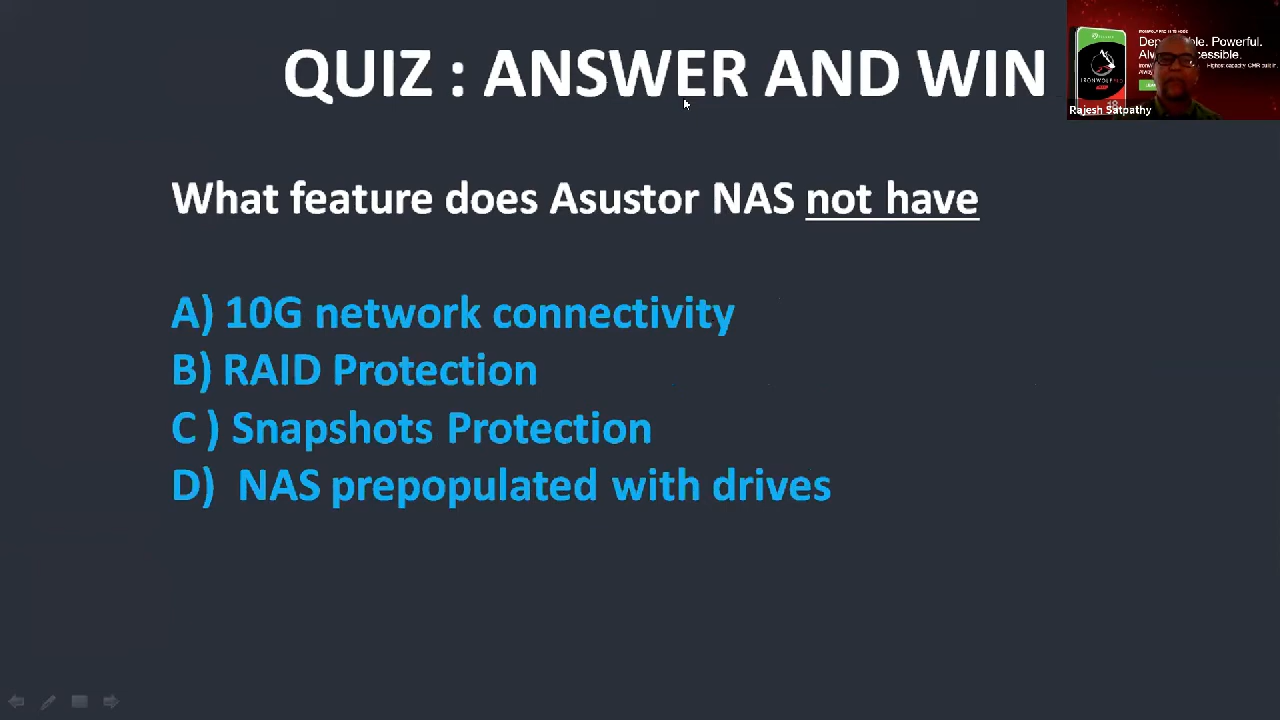 QUIZ : ANSWER AND WIN
What feature does Asustor NAS not have
A) 10G network connectivity
B) RAID Protection
C ) Snapshots Protection
D) NAS prepopulated with drives
IRONWOLF
Powerful.
Rajesh Satpathy